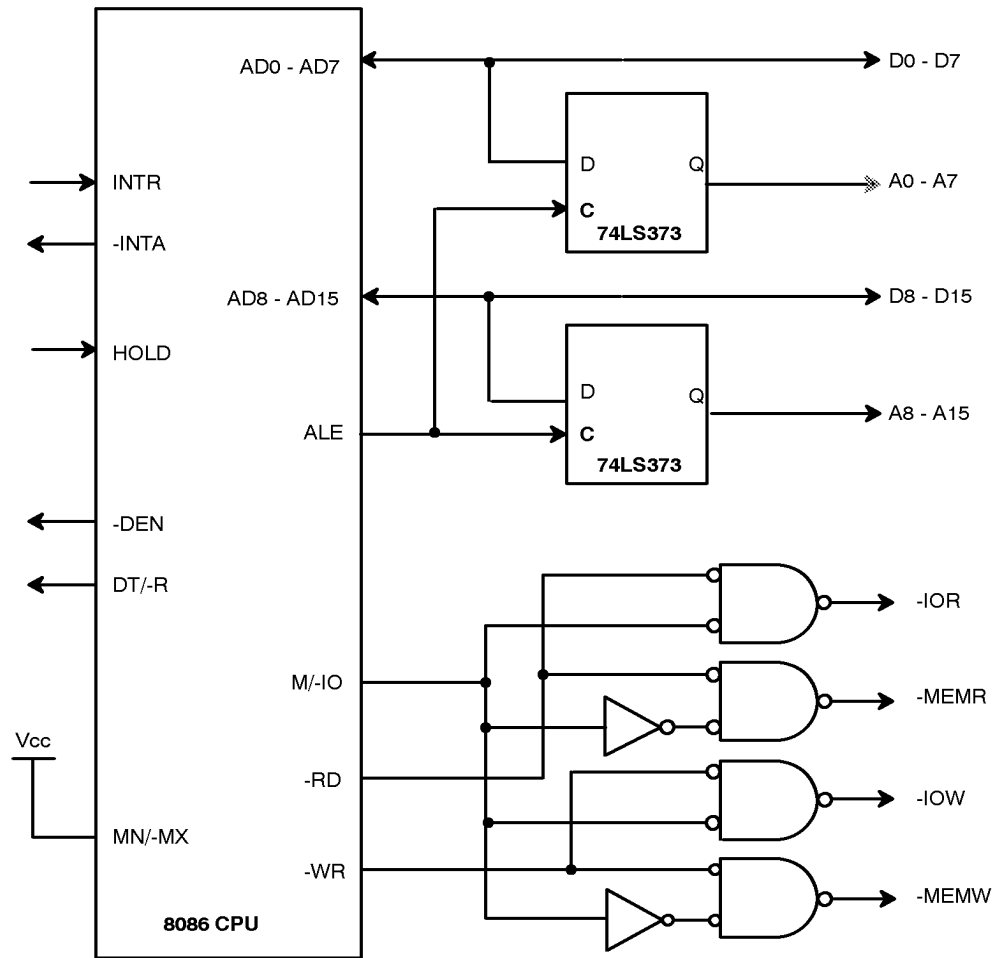 AD0 - AD7
D0 - D7
D
Q
INTR
A0 - A7
C
74LS373
-INTA
AD8 - AD15
D8 - D15
HOLD
D
Q
A8 - A15
ALE
C
74LS373
-DEN
DT/-R
-IOR
M/-IO
-MEMR
Vcc
-RD
-IOW
MN/-MX
-WR
-MEMW
8086 CPU